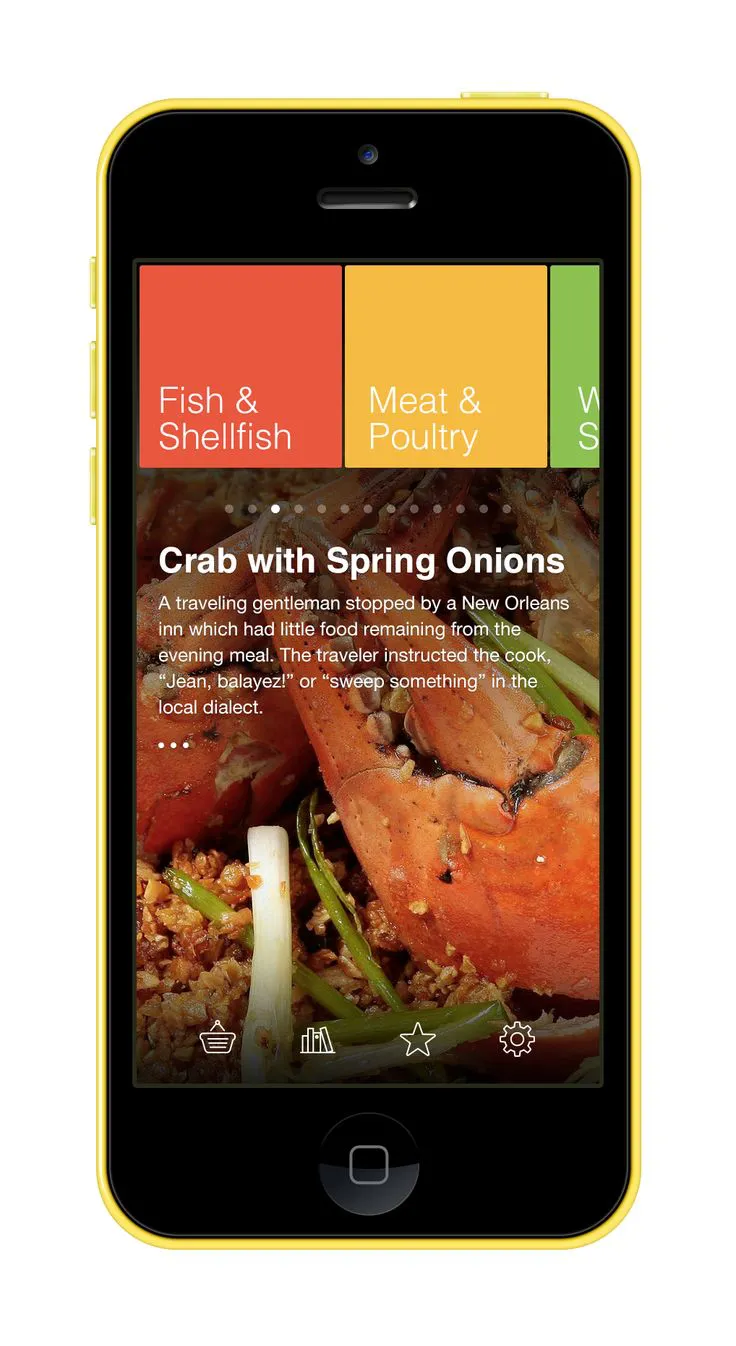 Fish &
Shellfish
Meat &
Poultry
W
S
Crab with Spring Onions
A traveling gentleman stopped by a New Orleans
inn which had little food remaining from the
evening meal. The traveler instructed the cook,
“Jean, balayez!” or “sweep something” in the
local dialect.